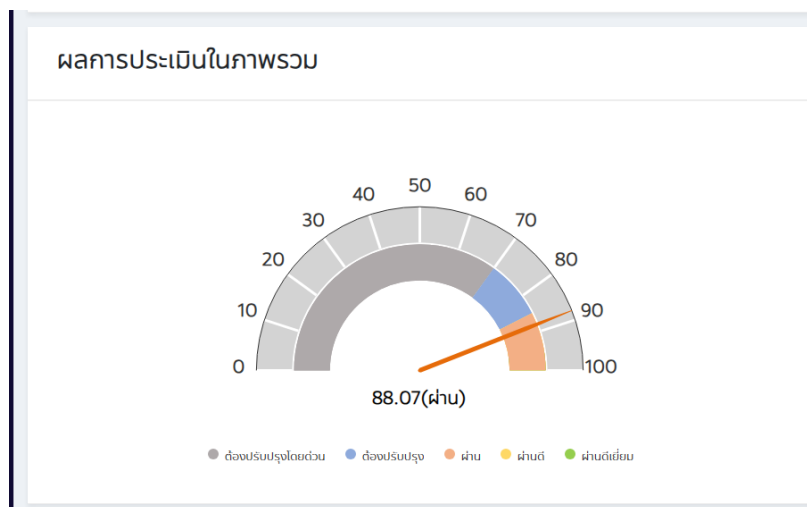 ผลการประเมินในภาพรวม
50
40 60
30 70
20 80
10 90
0 100
88.07(ผ่าน)
ต้องปรับปรุงโดยด่วน ต้องปรับปรุง ผ่าน ผ่านดี ผ่านดีเยี่ยม